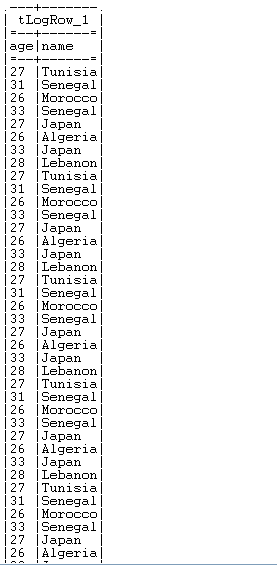 .---+-------.
| tLogRow_1 |
|=---+------=|
|age|name |
|=---+------=|
|27 |Tunisia|
|31 |Senegal|
|26 |Morocco|
|33 |Senegal|
|27 |Japan |
|26 |Algeria|
|33 |Japan |
|28 |Lebanon|
|27 |Tunisia|
|31 |Senegal|
|26 |Morocco|
|33 |Senegal|
|27 |Japan |
|26 |Algeria|
|33 |Japan |
|28 |Lebanon|
|27 |Tunisia|
|31 |Senegal|
|26 |Morocco|
|33 |Senegal|
|27 |Japan |
|26 |Algeria|
|33 |Japan |
|28 |Lebanon|
|27 |Tunisia|
|31 |Senegal|
|26 |Morocco|
|33 |Senegal|
|27 |Japan |
|26 |Algeria|
|33 |Japan |
|28 |Lebanon|
|27 |Tunisia|
|31 |Senegal|
|26 |Morocco|
|33 |Senegal|
|27 |Japan |
|26 |Algeria|